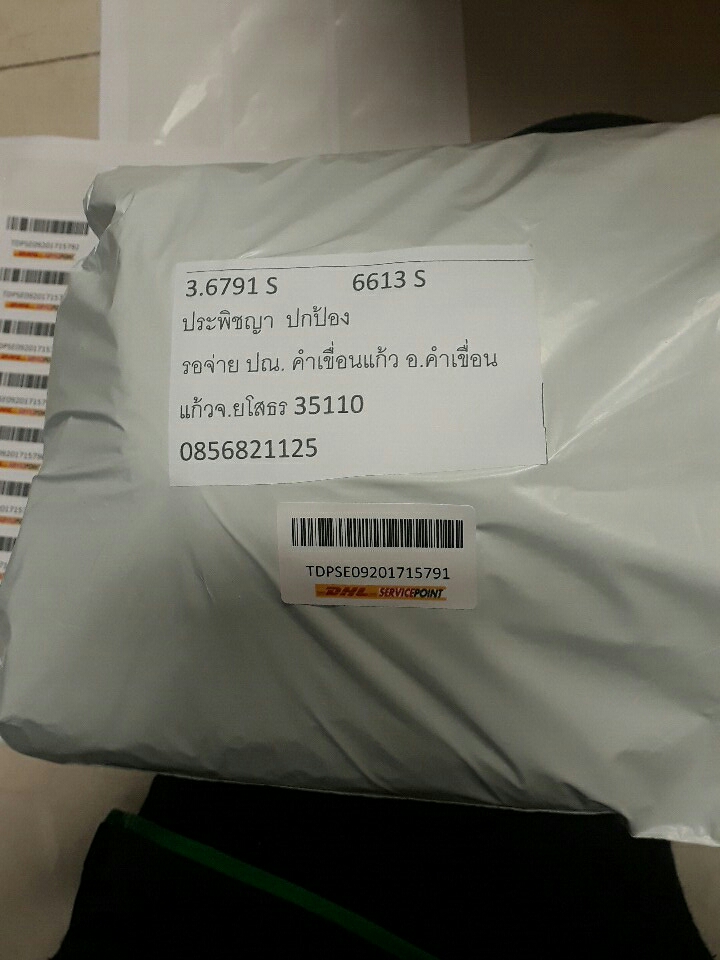 3.6791 S 6613 S
ประพิชญา ปกป้อง
รอจ่าย ปณ. คำเขื่อนแก้ว อ.คำเขื่อน
แก้วจ.ยโสธร 35110
0856821125
TDPSE09201715791
DHL SERVICEPOINT
TDPSE09201715792